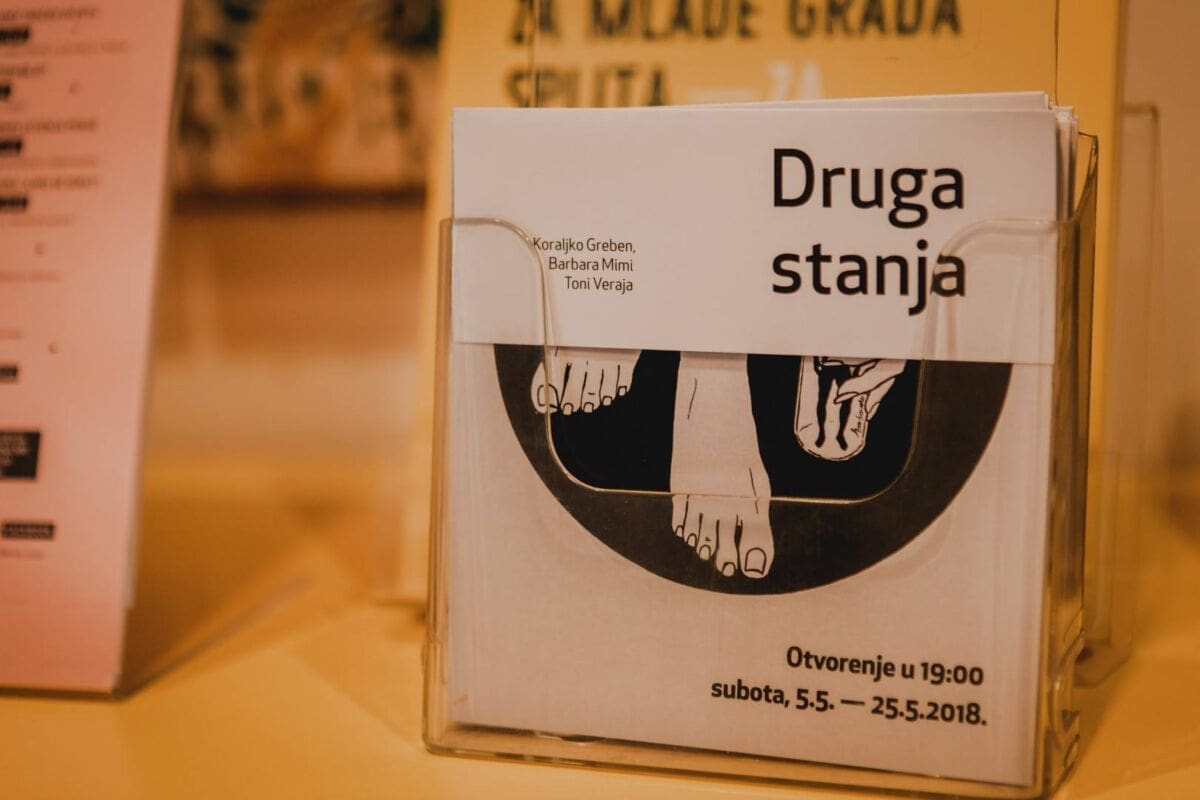 ZA MLADE GRADA
SPLITA — ZA
Druga
stanja
Koraljko Greben,
Barbara Mimi
Toni Veraja
Otvorenje u 19:00
subota, 5.5. — 25.5.2018.